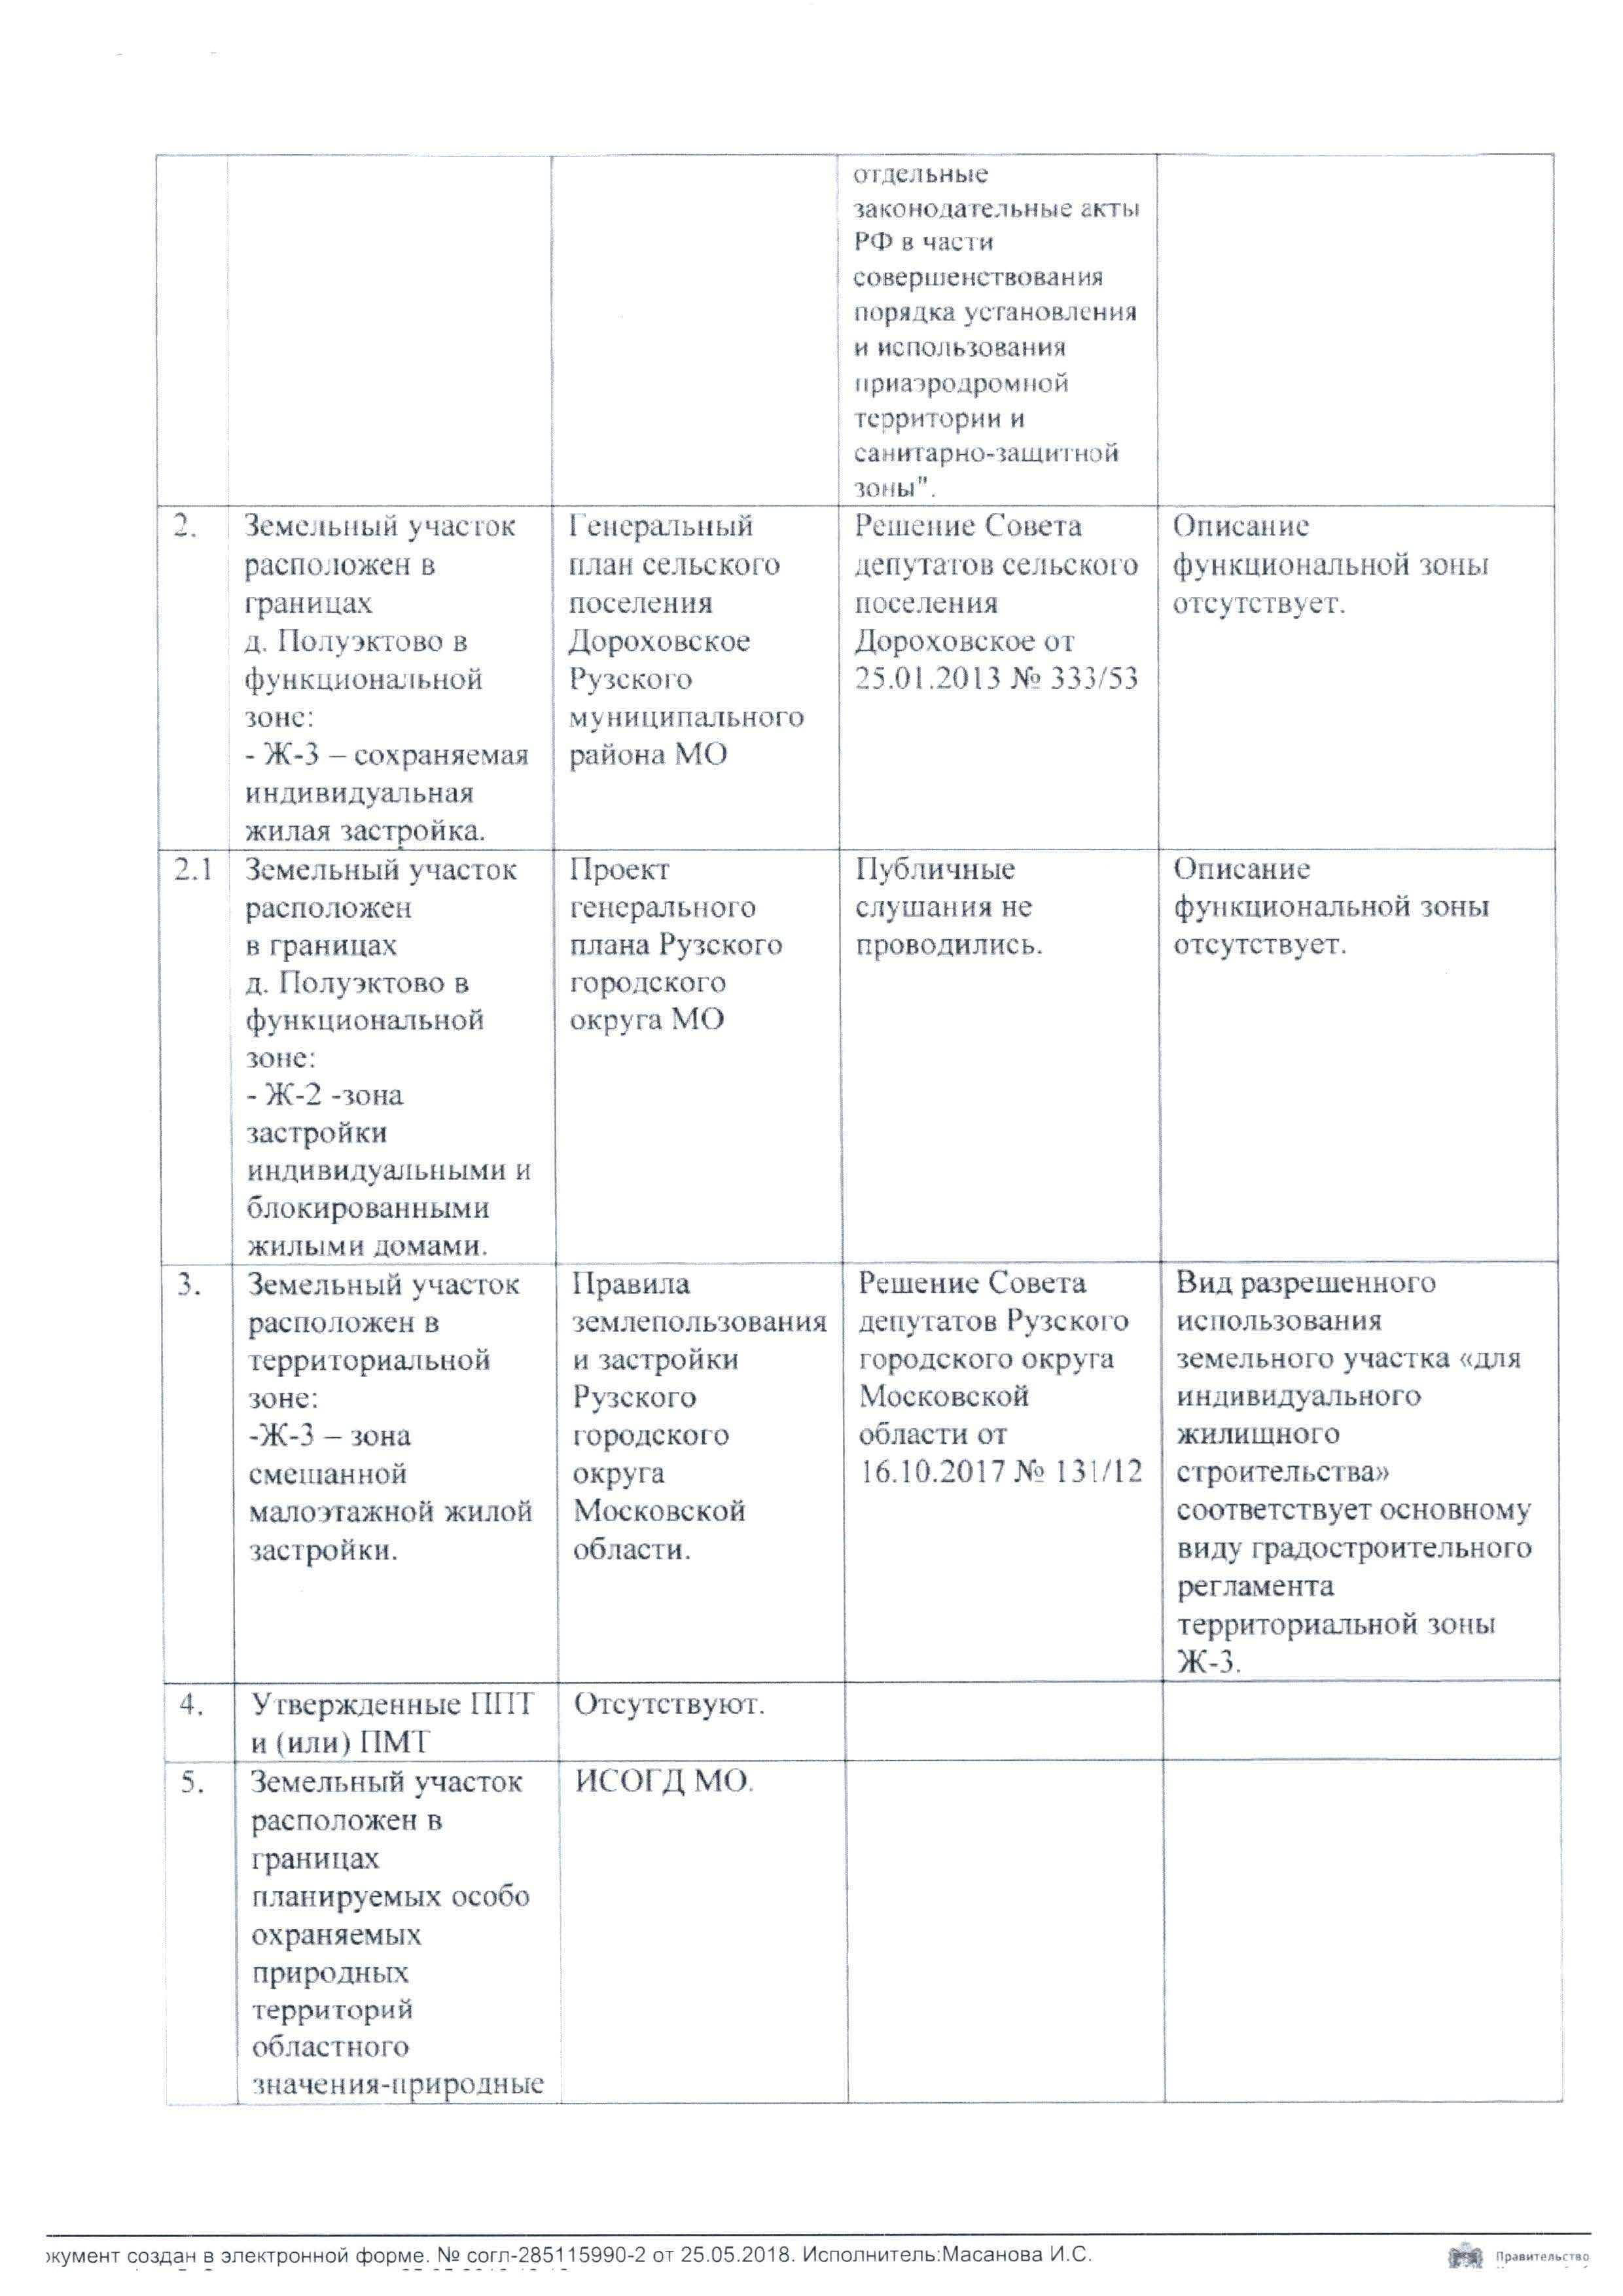 отдельные
законодательные акты
РФ в части
совершенствования
порядка установления
и использования
приаэродромной
территории и
санитарно-защитной
зоны".
2.
Земельный участок
расположен в
границах
д. Полуэктово в
функциональной
зоне:
- Ж-3 – сохраняемая
индивидуальная
жилая застройка.
Генеральный
план сельского
поселения
Дороховское
Рузского
муниципального
района МО
Решение Совета
депутатов сельского
поселения
Дороховское от
25.01.2013 № 333/53
Описание
функциональной зоны
отсутствует.
2.1
Земельный участок
расположен
в границах
д. Полуэктово в
функциональной
зоне:
- Ж-2 -зона
застройки
индивидуальными и
блокированными
жилыми домами.
Проект
генерального
плана Рузского
городского
округа МО
Публичные
слушания не
проводились.
Описание
функциональной зоны
отсутствует.
3.
Земельный участок
расположен в
территориальной
зоне:
-Ж-3 – зона
смешанной
малоэтажной жилой
застройки.
Правила
землепользования
и застройки
Рузского
городского
округа
Московской
области.
Решение Совета
депутатов Рузского
городского округа
Московской
области от
16.10.2017 № 131/12
Вид разрешенного
использования
земельного участка «для
индивидуального
жилищного
строительства»
соответствует основному
виду градостроительного
регламента
территориальной зоны
Ж-3.
4.
Утвержденные ППТ
и (или) ПМТ
Отсутствуют.
5.
Земельный участок
расположен в
границах
планируемых особо
охраняемых
природных
территорий
областного
значения-природные
ИСОГД МО.
окумент создан в электронной форме. № согл-285115990-2 от 25.05.2018. Исполнитель:Масанова И.С.
Правительство